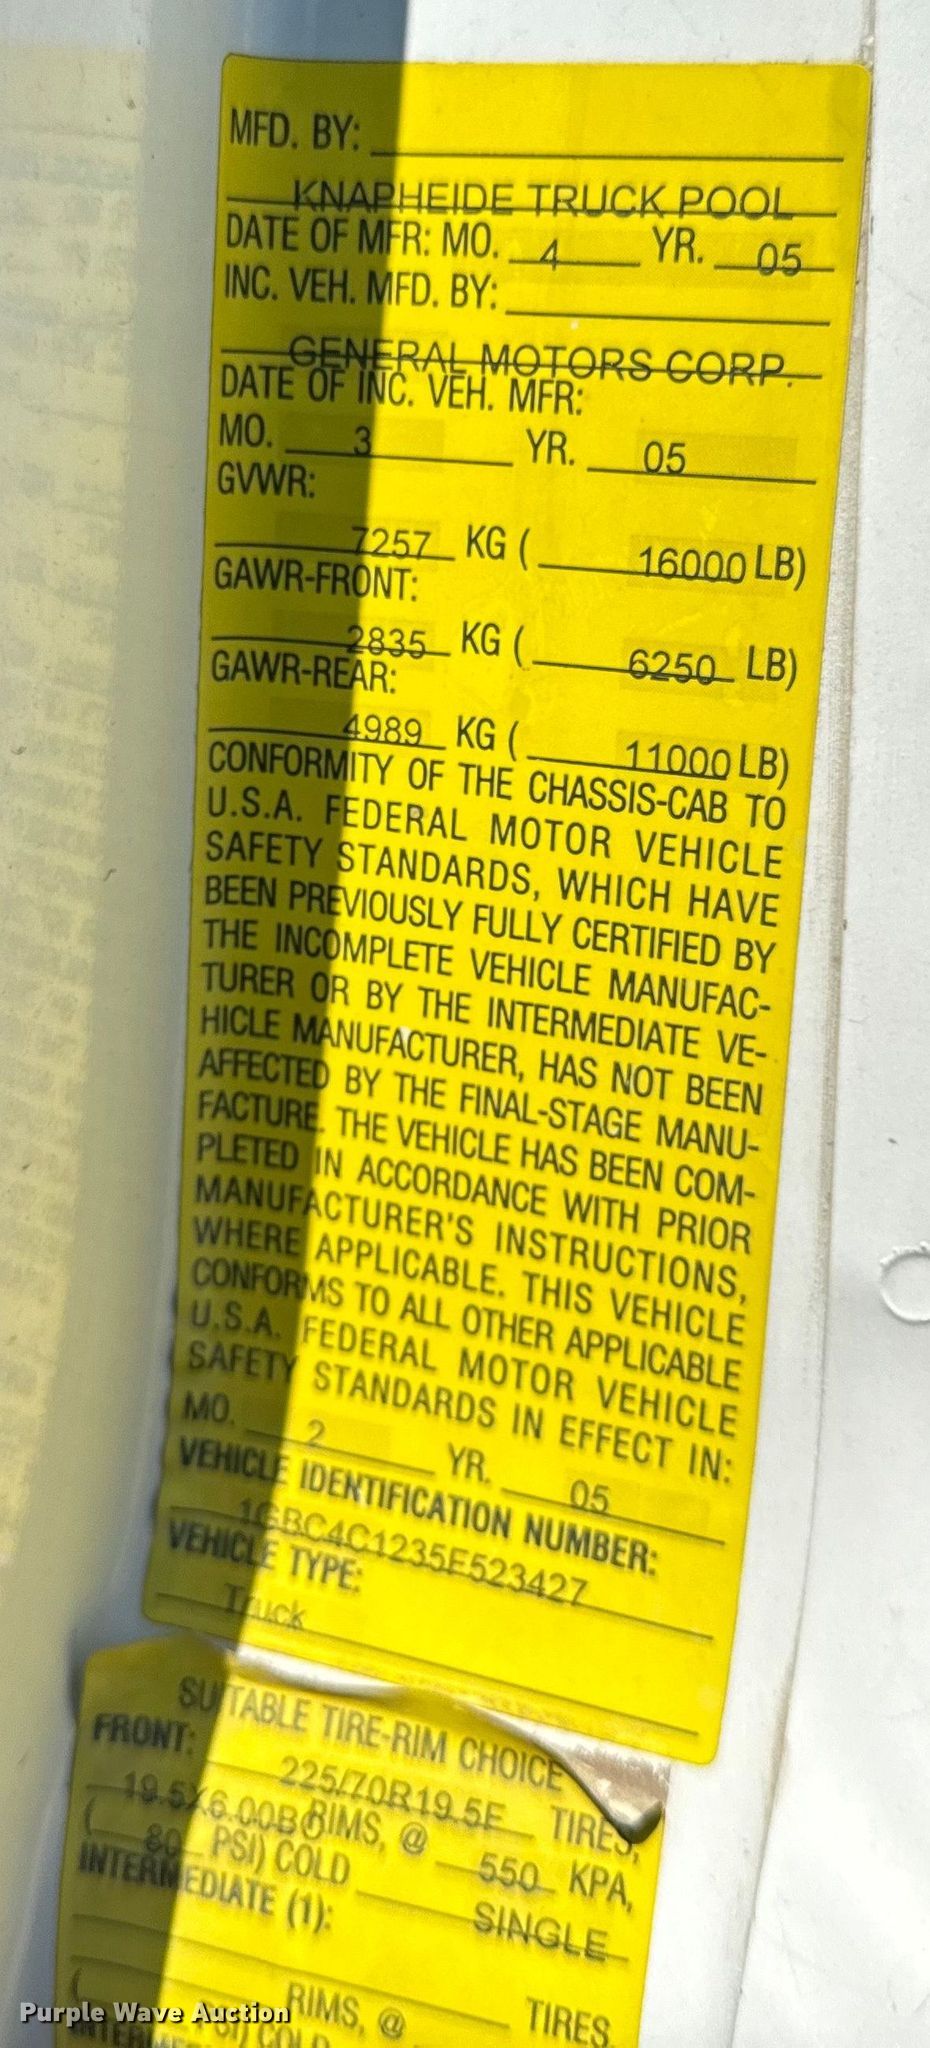 MFD. BY:
KNAPHEIDE TRUCK POOL
DATE OF MFR: MO. 4 YR. 05
INC. VEH. MFD. BY:
GENERAL MOTORS CORP.
DATE OF INC. VEH. MFR:
MO. 3 YR. 05
GVWR:
7257 KG ( 16000 LB)
GAWR-FRONT:
2835 KG ( 6250 LB)
GAWR-REAR:
4989 KG ( 11000 LB)
CONFORMITY OF THE CHASSIS-CAB TO
U.S.A. FEDERAL MOTOR VEHICLE
SAFETY STANDARDS, WHICH HAVE
BEEN PREVIOUSLY FULLY CERTIFIED BY
THE INCOMPLETE VEHICLE MANUFAC-
TURER OR BY THE INTERMEDIATE VE-
HICLE MANUFACTURER, HAS NOT BEEN
AFFECTED BY THE FINAL-STAGE MANU-
FACTURE. THE VEHICLE HAS BEEN COM-
PLETED IN ACCORDANCE WITH PRIOR
MANUFACTURER'S INSTRUCTIONS,
WHERE APPLICABLE. THIS VEHICLE
CONFORMS TO ALL OTHER APPLICABLE
U.S.A. FEDERAL MOTOR VEHICLE
SAFETY STANDARDS IN EFFECT IN:
MO. 2 YR. 05
VEHICLE IDENTIFICATION NUMBER:
1GBC4C1235F523427
VEHICLE TYPE:
Truck
SUITABLE TIRE-RIM CHOICE
FRONT:
225/70R19.5F TIRES,
19.5X6.00BO RIMS, @ 550 KPA,
( 80 PSI) COLD SINGLE
INTERMEDIATE (1):
TIRES
RIMS, @
( PSI) COLD
Purple Wave Auction